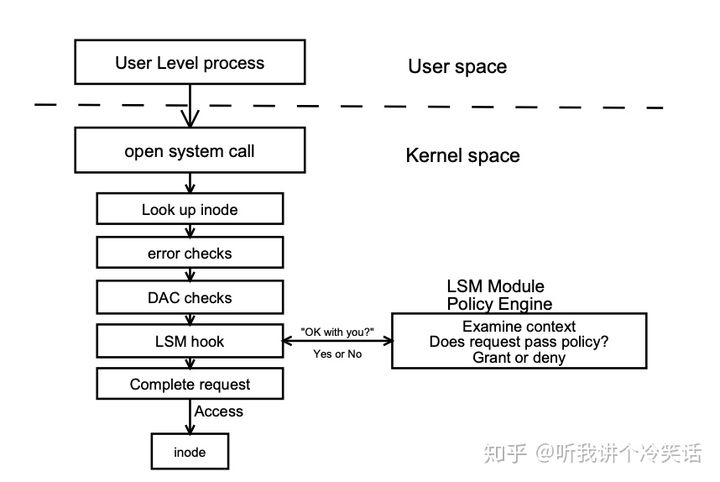 User Level process
User space
open system call
Kernel space
Look up inode
error checks
DAC checks
LSM Module
Policy Engine
LSM hook
"OK with you?"
Yes or No
Examine context
Does request pass policy?
Grant or deny
Complete request
Access
inode
知乎 @听我讲个冷笑话